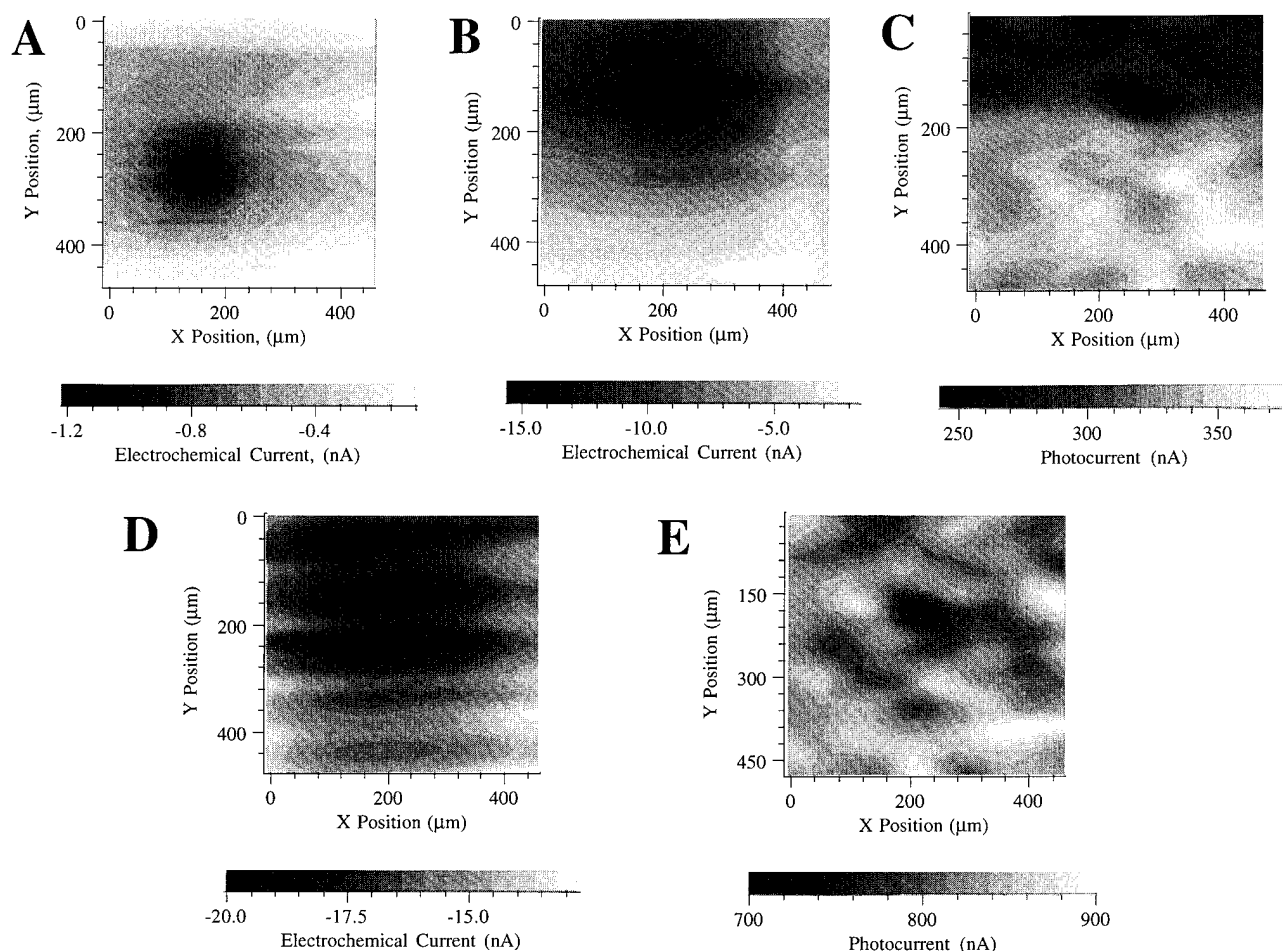 A
0
200
400
Y Position, (µm)
0 200 400
X Position, (µm)
-1.2 -0.8 -0.4
Electrochemical Current, (nA)
B
0
200
400
Y Position (µm)
0 200 400
X Position (µm)
-15.0 -10.0 -5.0
Electrochemical Current (nA)
C
0
200
400
Y Position (µm)
0 200 400
X Position (µm)
250 300 350
Photocurrent (nA)
D
0
200
400
Y Position (µm)
0 200 400
X Position (µm)
-20.0 -17.5 -15.0
Electrochemical Current (nA)
E
150
300
450
Y Position (µm)
0 200 400
X Position (µm)
700 800 900
Photocurrent (nA)